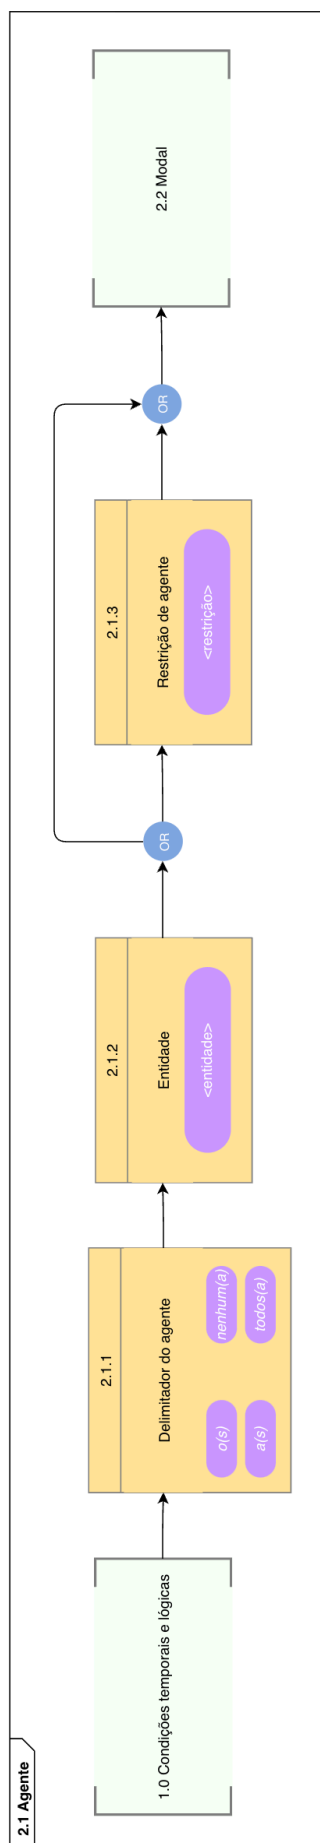 2.1 Agente
1.0 Condições temporais e lógicas
2.1.1
Delimitador do agente
o(s)
nenhum(a)
a(s)
todos(a)
2.1.2
Entidade
<entidade>
OR
2.1.3
Restrição de agente
<restrição>
OR
2.2 Modal